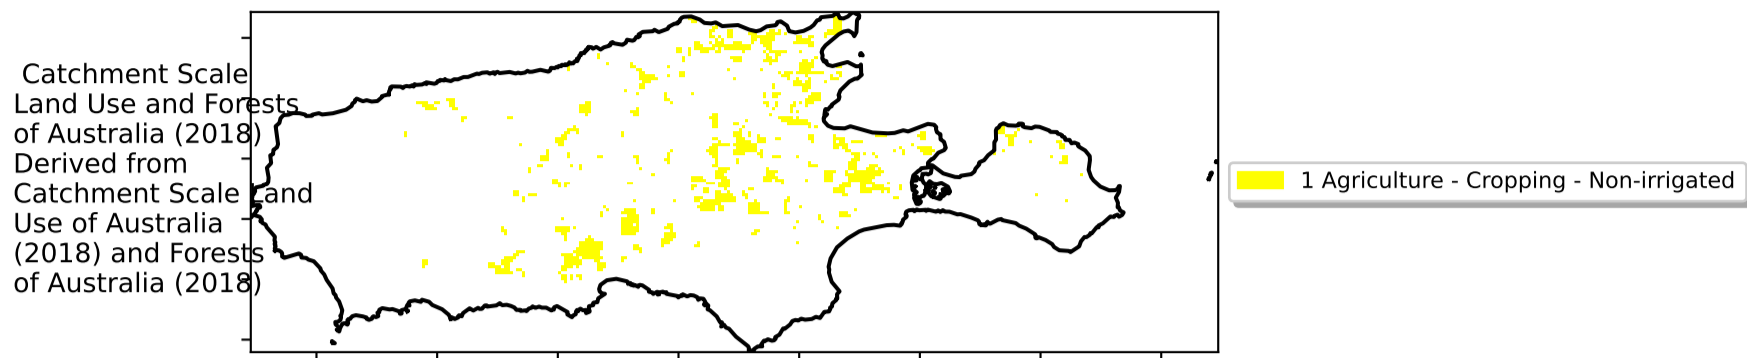 Catchment Scale
Land Use and Forests
of Australia (2018)
Derived from
Catchment Scale Land
Use of Australia
(2018) and Forests
of Australia (2018)
1 Agriculture - Cropping - Non-irrigated